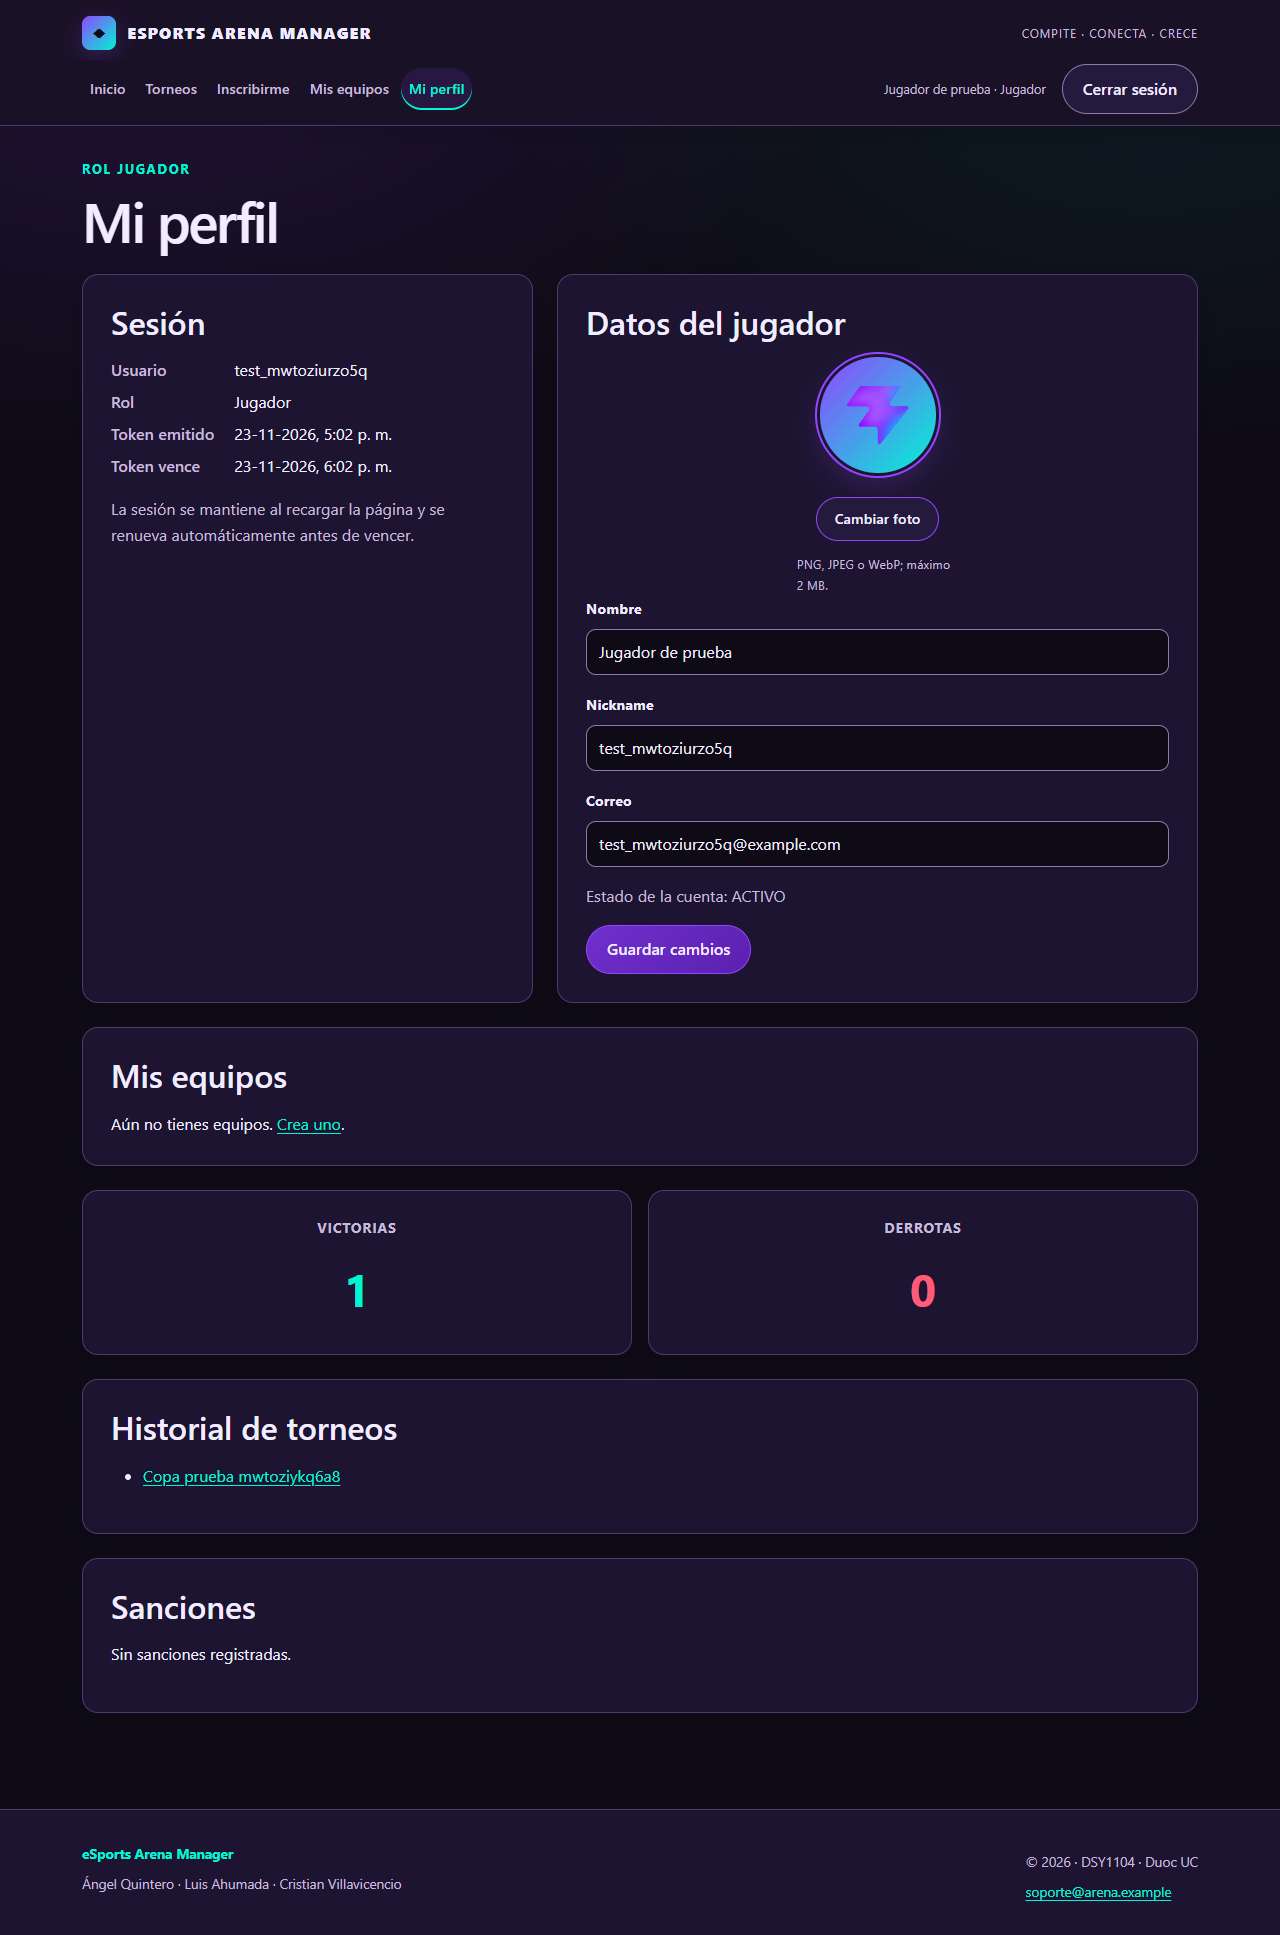 ESPORTS ARENA MANAGER
COMPITE · CONECTA · CRECE
Inicio
Torneos
Inscribirme
Mis equipos
Mi perfil
Jugador de prueba · Jugador
Cerrar sesión
ROL JUGADOR
Mi perfil
Sesión
Usuario test_mwtoziurzo5q
Rol Jugador
Token emitido 23-11-2026, 5:02 p. m.
Token vence 23-11-2026, 6:02 p. m.
La sesión se mantiene al recargar la página y se
renueva automáticamente antes de vencer.
Datos del jugador
Cambiar foto
PNG, JPEG o WebP; máximo
2 MB.
Nombre
Jugador de prueba
Nickname
test_mwtoziurzo5q
Correo
test_mwtoziurzo5q@example.com
Estado de la cuenta: ACTIVO
Guardar cambios
Mis equipos
Aún no tienes equipos. Crea uno.
VICTORIAS
1
DERROTAS
0
Historial de torneos
Copa prueba mwtoziykq6a8
Sanciones
Sin sanciones registradas.
eSports Arena Manager
Ángel Quintero · Luis Ahumada · Cristian Villavicencio
© 2026 · DSY1104 · Duoc UC
soporte@arena.example